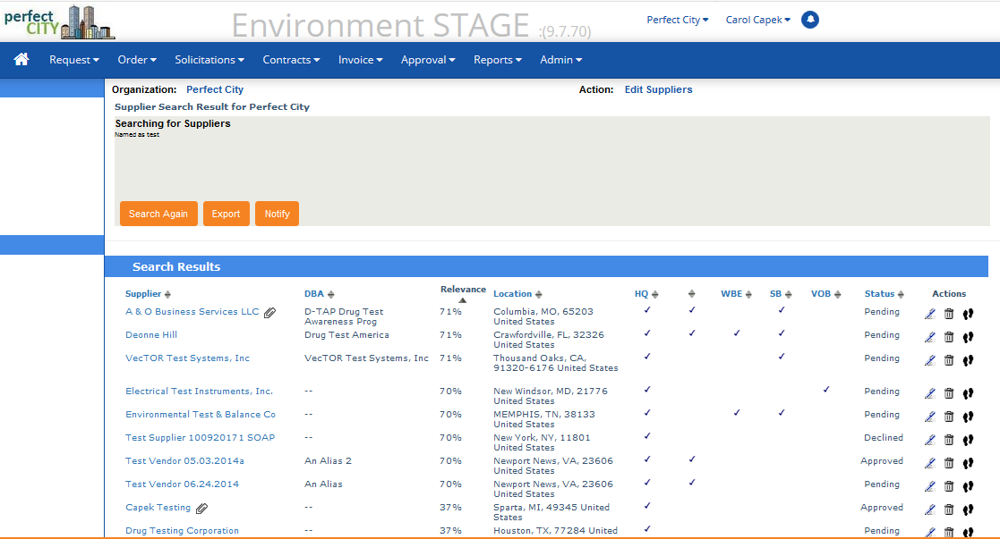 perfect
CITY
Environment STAGE :(9.7.70)
Perfect City
Carol Capek
Request Order Solicitations Contracts Invoice Approval Reports Admin
Organization: Perfect City
Action: Edit Suppliers
Supplier Search Result for Perfect City
Searching for Suppliers
Named as test
Search Again Export Notify
Search Results
Supplier DBA Relevance Location HQ WBE SB VOB Status Actions
A & O Business Services LLC D-TAP Drug Test 71% Columbia, MO, 65203 ✓ ✓ ✓ Pending
Awareness Prog United States
Deonne Hill Drug Test America 71% Crawfordville, FL, 32326 ✓ ✓ ✓ ✓ Pending
United States
VecTOR Test Systems, Inc VecTOR Test Systems, Inc 71% Thousand Oaks, CA, ✓ ✓ Pending
91320-6176 United States
Electrical Test Instruments, Inc. -- 70% New Windsor, MD, 21776 ✓ ✓ Pending
United States
Environmental Test & Balance Co -- 70% MEMPHIS, TN, 38133 ✓ ✓ ✓ Pending
United States
Test Supplier 100920171 SOAP -- 70% New York, NY, 11801 ✓ Declined
United States
Test Vendor 05.03.2014a An Alias 2 70% Newport News, VA, 23606 ✓ ✓ Approved
United States
Test Vendor 06.24.2014 An Alias 70% Newport News, VA, 23606 ✓ ✓ Pending
United States
Capek Testing -- 37% Sparta, MI, 49345 United ✓ Approved
States
Drug Testing Corporation -- 37% Houston, TX, 77284 United ✓ Pending